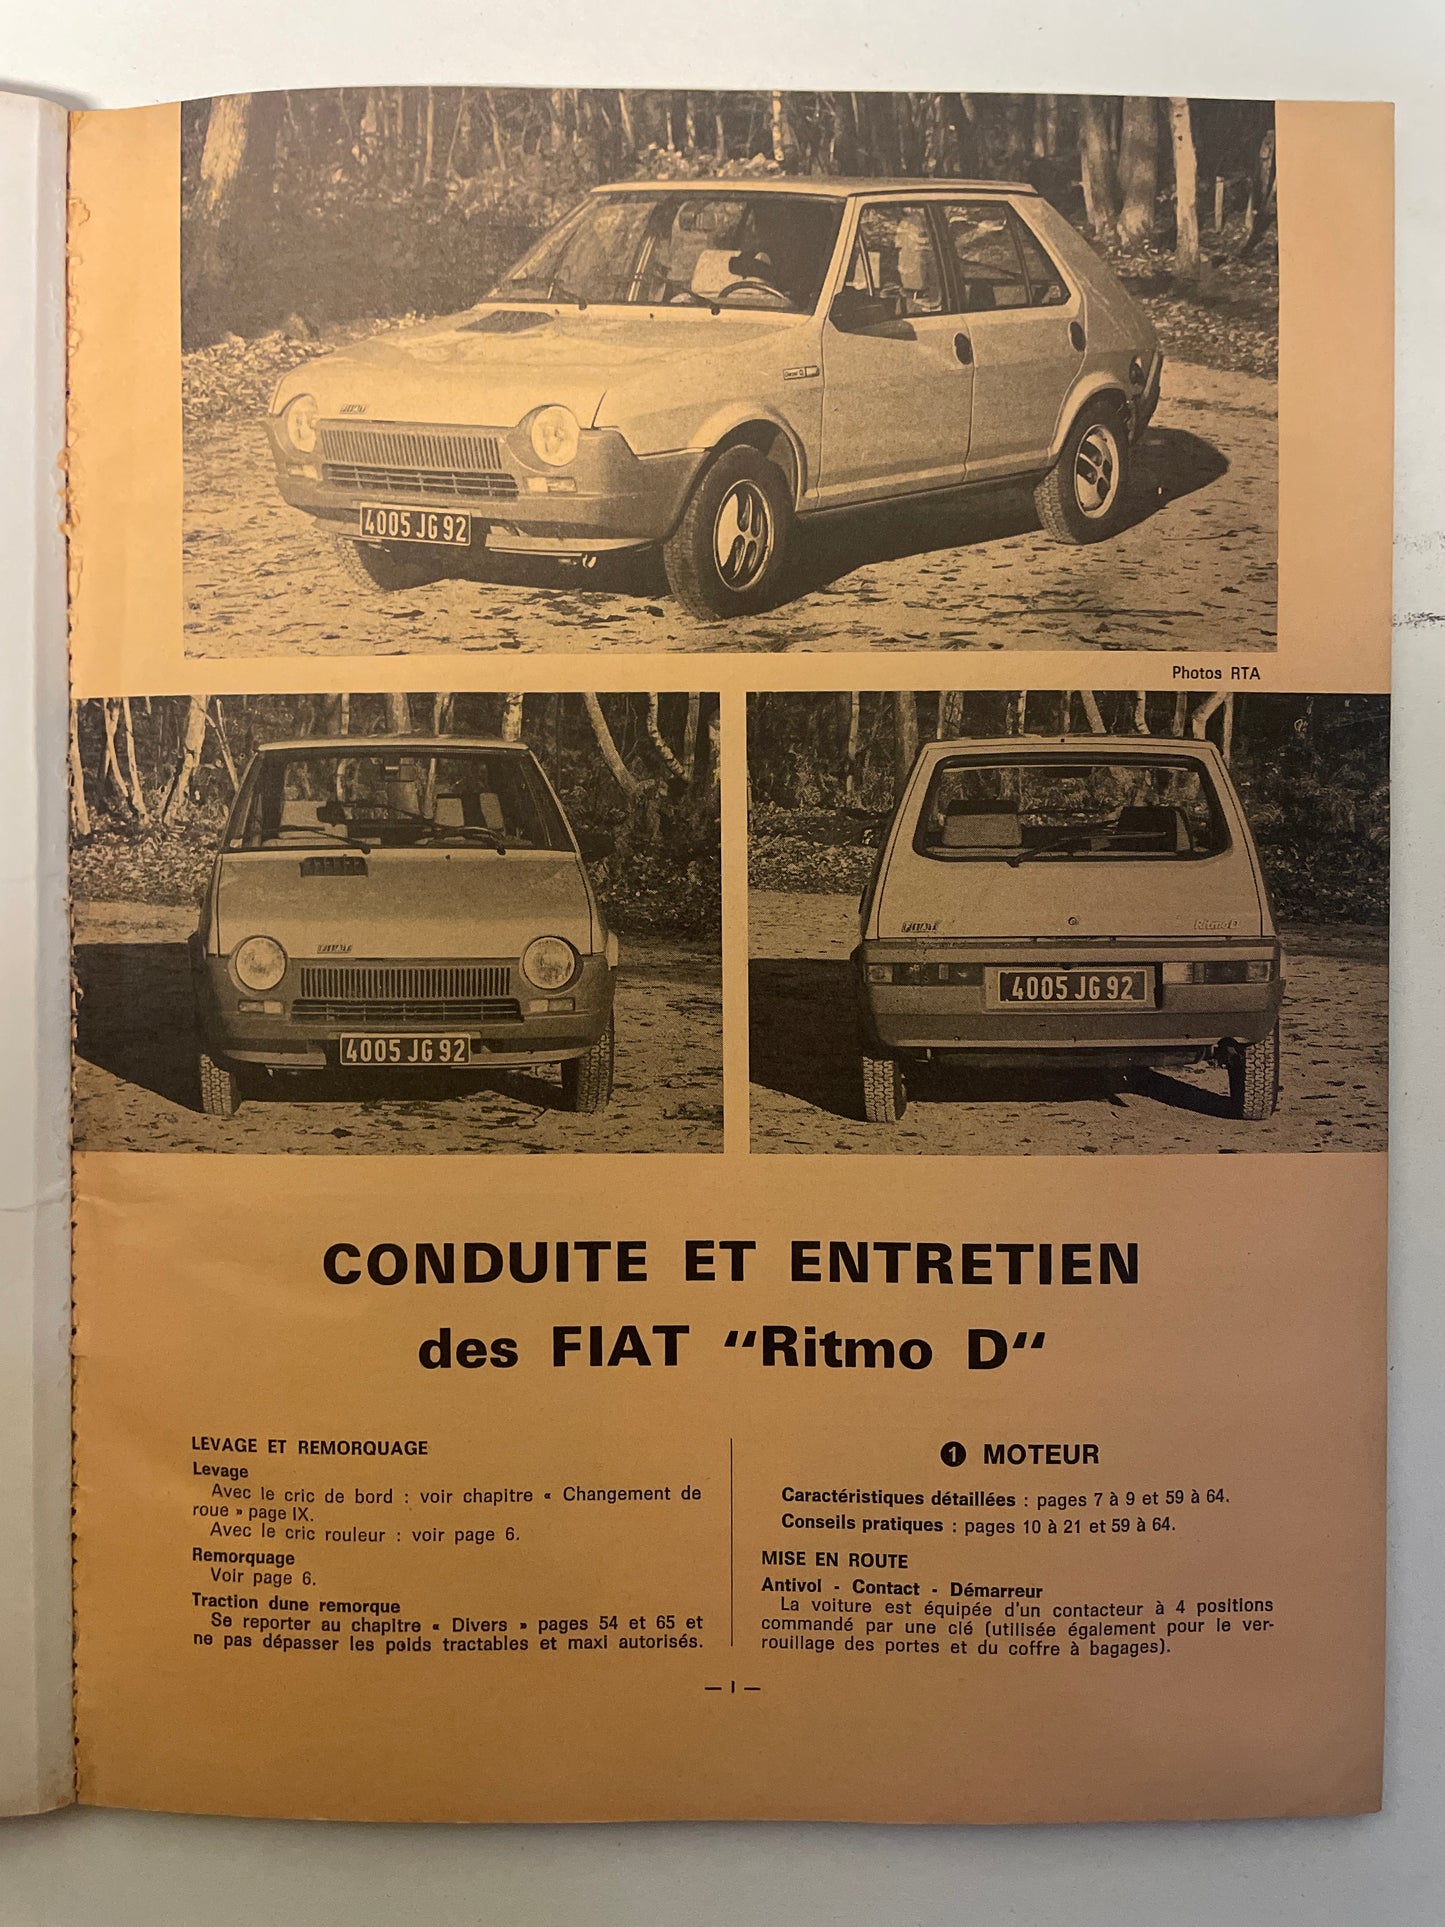 FIAT
Diesel D
4005 JG 92
Photos RTA
FIAT
4005 JG 92
FIAT
Ritmo D
4005 JG 92
CONDUITE ET ENTRETIEN
des FIAT “Ritmo D“
LEVAGE ET REMORQUAGE
Levage
Avec le cric de bord : voir chapitre « Changement de
roue » page IX.
Avec le cric rouleur : voir page 6.
Remorquage
Voir page 6.
Traction dune remorque
Se reporter au chapitre « Divers » pages 54 et 65 et
ne pas dépasser les poids tractables et maxi autorisés.
1 MOTEUR
Caractéristiques détaillées : pages 7 à 9 et 59 à 64.
Conseils pratiques : pages 10 à 21 et 59 à 64.
MISE EN ROUTE
Antivol - Contact - Démarreur
La voiture est équipée d'un contacteur à 4 positions
commandé par une clé (utilisée également pour le ver-
rouillage des portes et du coffre à bagages).
— I —